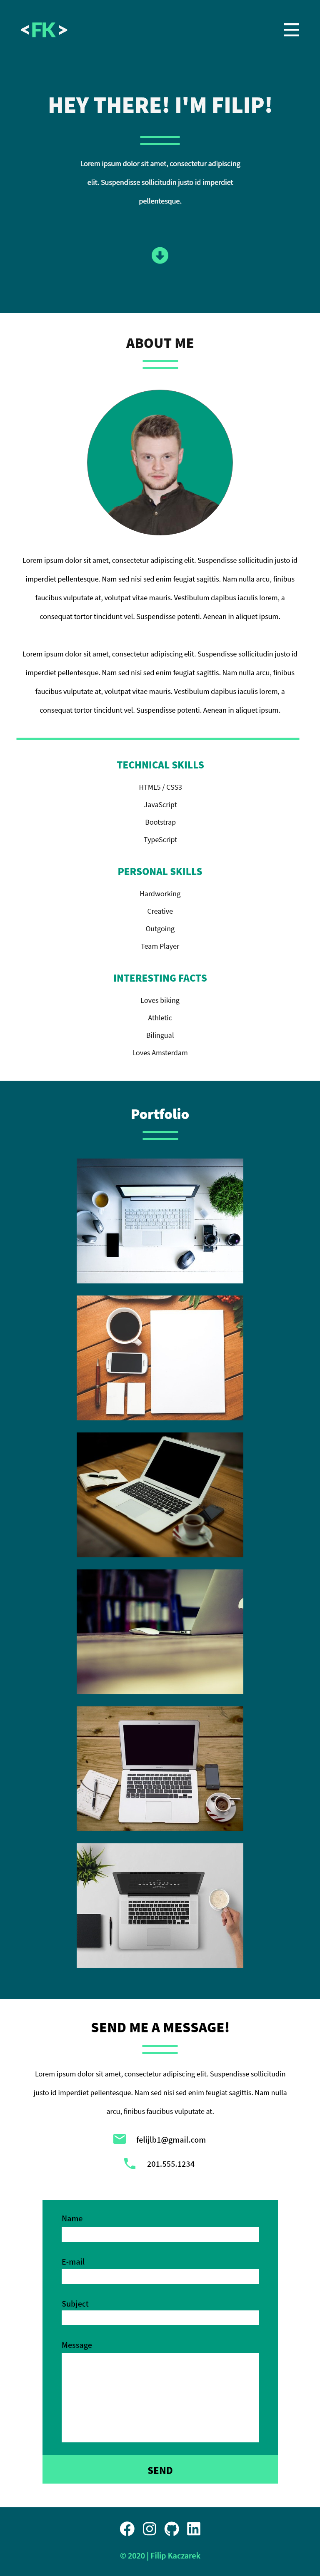 <FK>
HEY THERE! I'M FILIP!
Lorem ipsum dolor sit amet, consectetur adipiscing
elit. Suspendisse sollicitudin justo id imperdiet
pellentesque.
ABOUT ME
Lorem ipsum dolor sit amet, consectetur adipiscing elit. Suspendisse sollicitudin justo id
imperdiet pellentesque. Nam sed nisi sed enim feugiat sagittis. Nam nulla arcu, finibus
faucibus vulputate at, volutpat vitae mauris. Vestibulum dapibus iaculis lorem, a
consequat tortor tincidunt vel. Suspendisse potenti. Aenean in aliquet ipsum.
Lorem ipsum dolor sit amet, consectetur adipiscing elit. Suspendisse sollicitudin justo id
imperdiet pellentesque. Nam sed nisi sed enim feugiat sagittis. Nam nulla arcu, finibus
faucibus vulputate at, volutpat vitae mauris. Vestibulum dapibus iaculis lorem, a
consequat tortor tincidunt vel. Suspendisse potenti. Aenean in aliquet ipsum.
TECHNICAL SKILLS
HTML5 / CSS3
JavaScript
Bootstrap
TypeScript
PERSONAL SKILLS
Hardworking
Creative
Outgoing
Team Player
INTERESTING FACTS
Loves biking
Athletic
Bilingual
Loves Amsterdam
Portfolio
SEND ME A MESSAGE!
Lorem ipsum dolor sit amet, consectetur adipiscing elit. Suspendisse sollicitudin
justo id imperdiet pellentesque. Nam sed nisi sed enim feugiat sagittis. Nam nulla
arcu, finibus faucibus vulputate at.
felijlb1@gmail.com
201.555.1234
Name
E-mail
Subject
Message
SEND
© 2020 | Filip Kaczarek